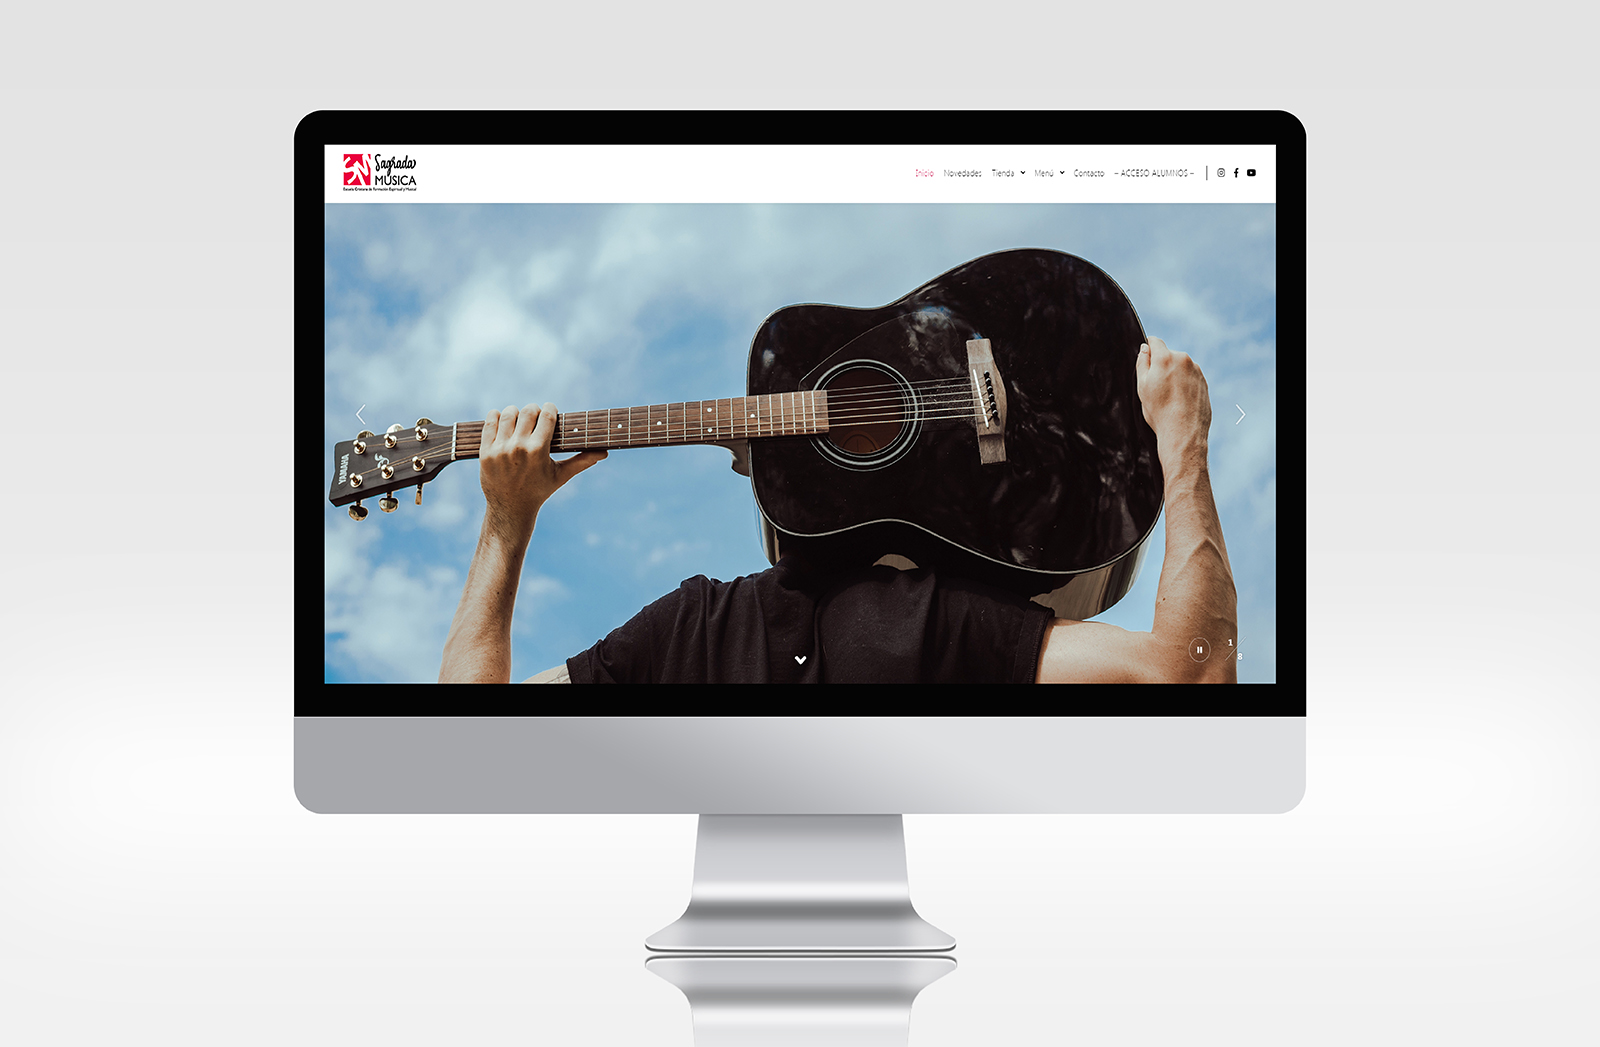 Sagrada
MÚSICA
Escuela Cristiana de Formación Espiritual y Musical
Inicio Novedades Tienda Menú Contacto – ACCESO ALUMNOS –
YAMAHA
1
8